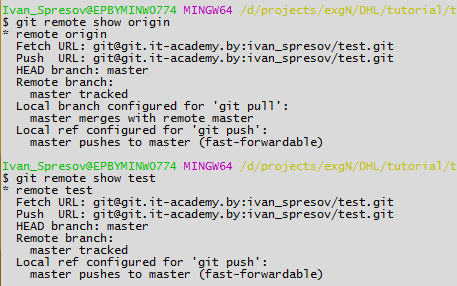 Ivan_Spresov@EPBYMINW0774 MINGW64 /d/projects/exgN/DHL/tutorial/t
$ git remote show origin
* remote origin
  Fetch URL: git@git.it-academy.by:ivan_spresov/test.git
  Push  URL: git@git.it-academy.by:ivan_spresov/test.git
  HEAD branch: master
  Remote branch:
    master tracked
  Local branch configured for 'git pull':
    master merges with remote master
  Local ref configured for 'git push':
    master pushes to master (fast-forwardable)
Ivan_Spresov@EPBYMINW0774 MINGW64 /d/projects/exgN/DHL/tutorial/t
$ git remote show test
* remote test
  Fetch URL: git@git.it-academy.by:ivan_spresov/test.git
  Push  URL: git@git.it-academy.by:ivan_spresov/test.git
  HEAD branch: master
  Remote branch:
    master tracked
  Local ref configured for 'git push':
    master pushes to master (fast-forwardable)